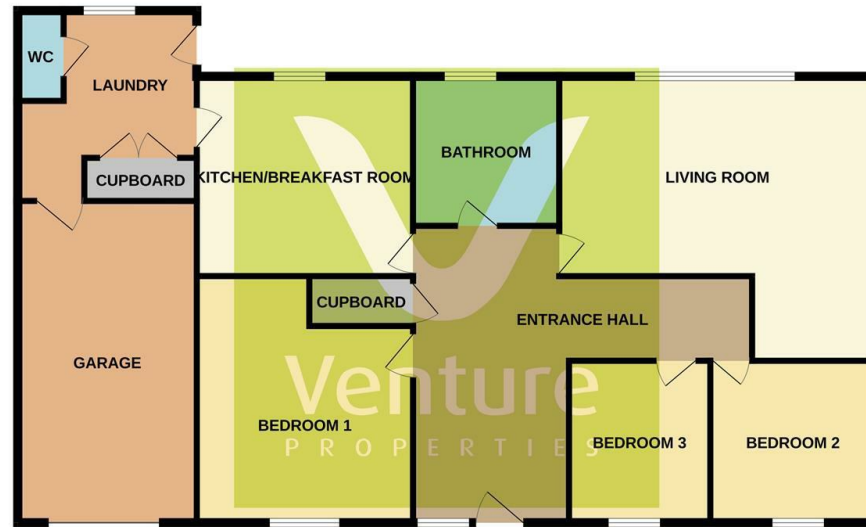 WC
LAUNDRY
CUPBOARD
KITCHEN/BREAKFAST ROOM
BATHROOM
LIVING ROOM
CUPBOARD
ENTRANCE HALL
GARAGE
BEDROOM 1
BEDROOM 3
BEDROOM 2
Venture
PROPERTIES